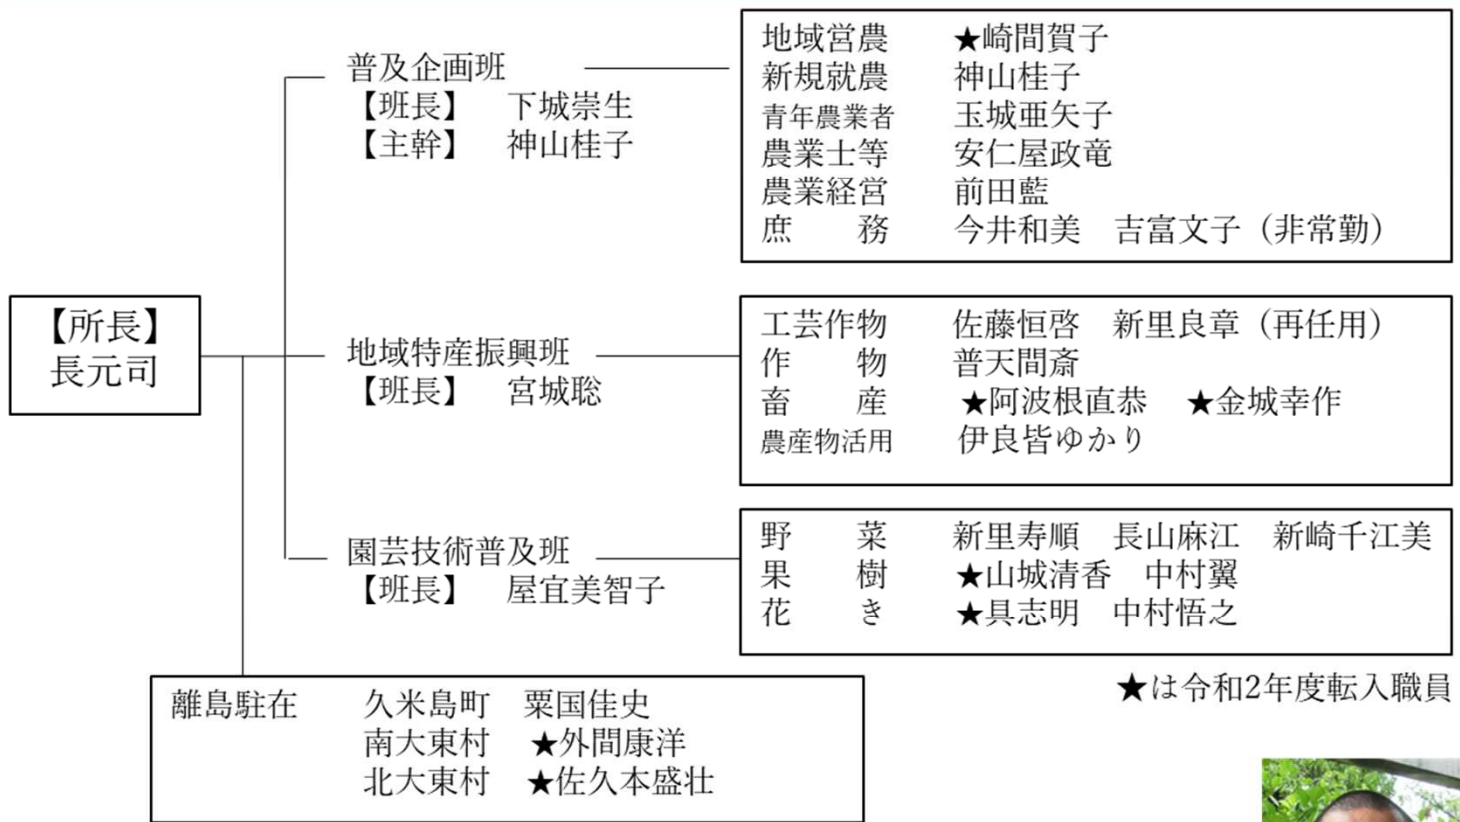 【所長】
長元司
普及企画班
【班長】 下城崇生
【主幹】 神山桂子
地域営農 ★崎間賀子
新規就農 神山桂子
青年農業者 玉城亜矢子
農業士等 安仁屋政竜
農業経営 前田藍
庶務 今井和美 吉富文子（非常勤）
地域特産振興班
【班長】 宮城聡
工芸作物 佐藤恒啓 新里良章（再任用）
作物 普天間斎
畜産 ★阿波根直恭 ★金城幸作
農産物活用 伊良皆ゆかり
園芸技術普及班
【班長】 屋宜美智子
野菜 新里寿順 長山麻江 新崎千江美
果樹 ★山城清香 中村翼
花き ★具志明 中村悟之
離島駐在 久米島町 粟国佳史
南大東村 ★外間康洋
北大東村 ★佐久本盛壮
★は令和2年度転入職員